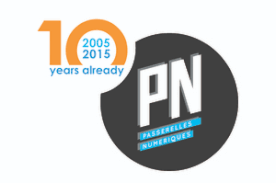 10
2005
2015
years already
PN
PASSERELLES
NUMERIQUES